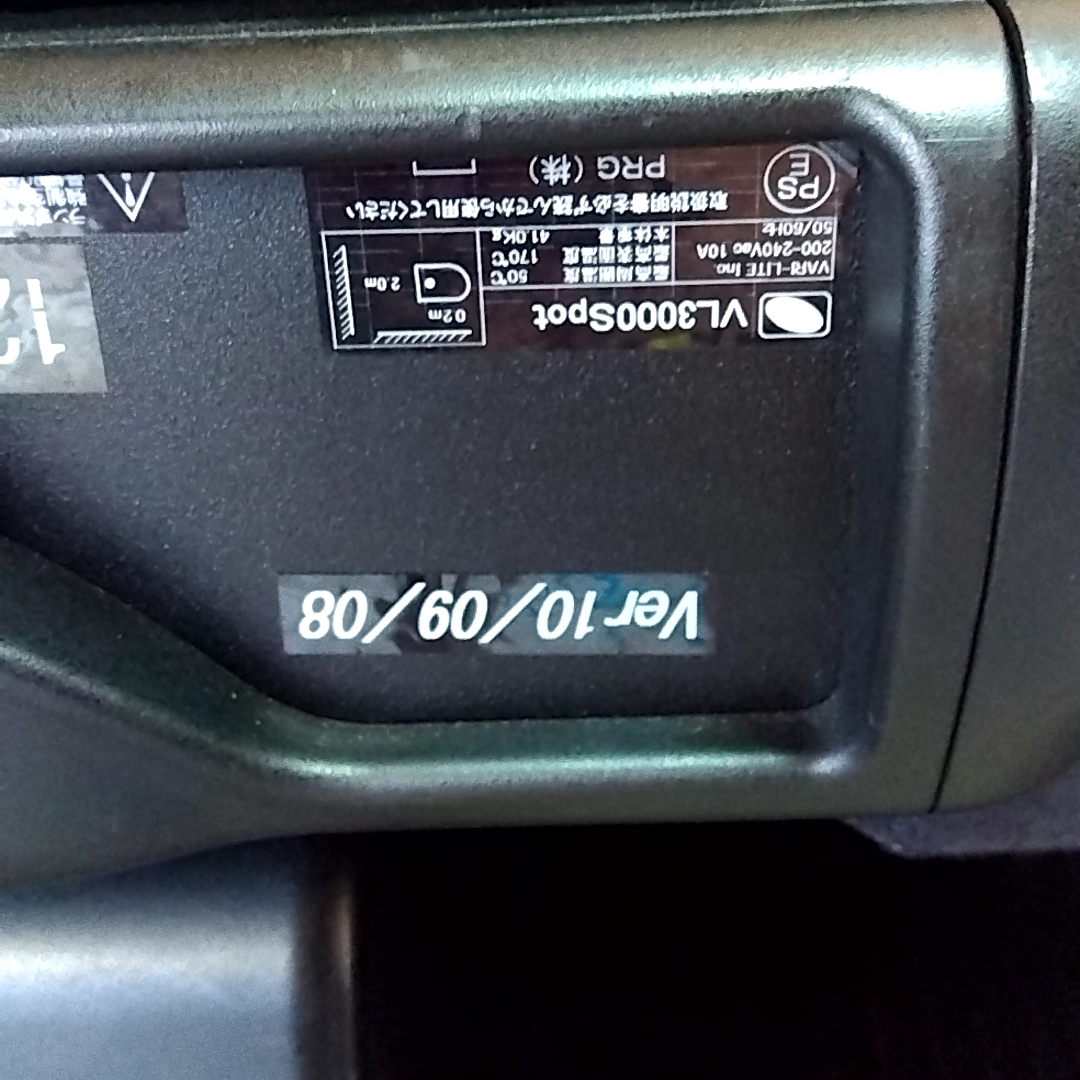 Ver10/09/08
VL3000Spot
VARI-LITE Inc.
200-240Vac 10A
50/60Hz
最高周囲温度 50℃
最高表面温度 170℃
本体重量 41.0Kg
0.2m
2.0m
取扱説明書を必ず読んでから使用してください
PS
E
PRG（株）